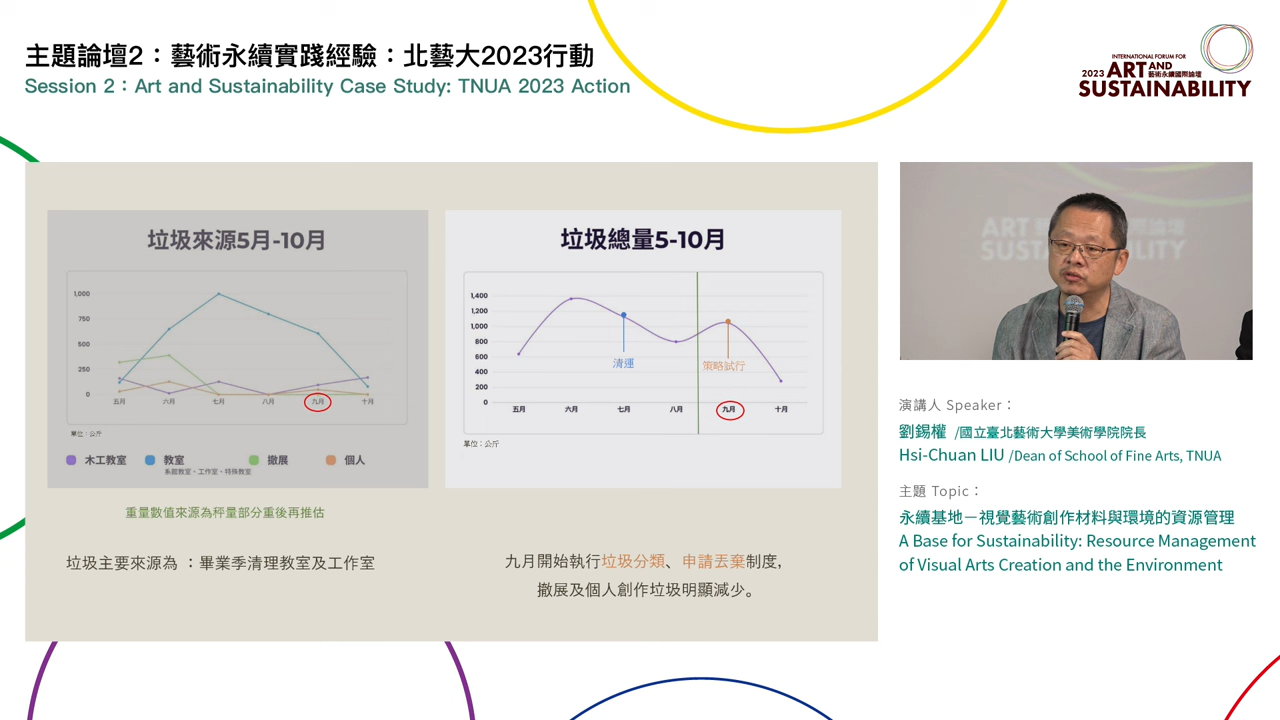 主題論壇2：藝術永續實踐經驗：北藝大2023行動
Session 2：Art and Sustainability Case Study: TNUA 2023 Action
INTERNATIONAL FORUM FOR
2023 ART AND 藝術永續國際論壇
SUSTAINABILITY
垃圾來源5月-10月
1,000
750
500
250
0
五月 六月 七月 八月 九月 十月
單位：公斤
木工教室 教室 撤展 個人
系館教室、工作室、特殊教室
重量數值來源為秤量部分重後再推估
垃圾主要來源為 ：畢業季清理教室及工作室
垃圾總量5-10月
1,400
1,200
1,000
800
600
400
200
0
清運
策略試行
五月 六月 七月 八月 九月 十月
單位：公斤
九月開始執行垃圾分類、申請丟棄制度，
撤展及個人創作垃圾明顯減少。
ART
SUSTAINABILITY
演講人 Speaker：
劉錫權 /國立臺北藝術大學美術學院院長
Hsi-Chuan LIU /Dean of School of Fine Arts, TNUA
主題 Topic：
永續基地－視覺藝術創作材料與環境的資源管理
A Base for Sustainability: Resource Management
of Visual Arts Creation and the Environment